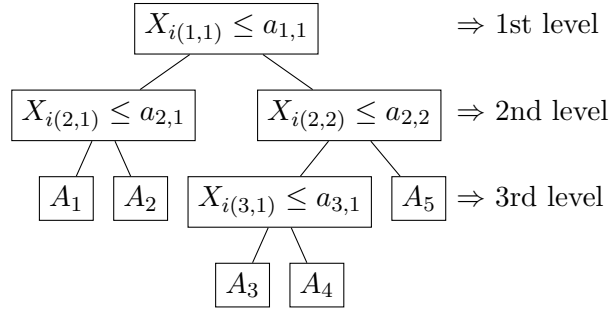 X_{i(1,1)} ≤ a_{1,1} ⇒ 1st level
X_{i(2,1)} ≤ a_{2,1} X_{i(2,2)} ≤ a_{2,2} ⇒ 2nd level
A_1 A_2 X_{i(3,1)} ≤ a_{3,1} A_5 ⇒ 3rd level
A_3 A_4